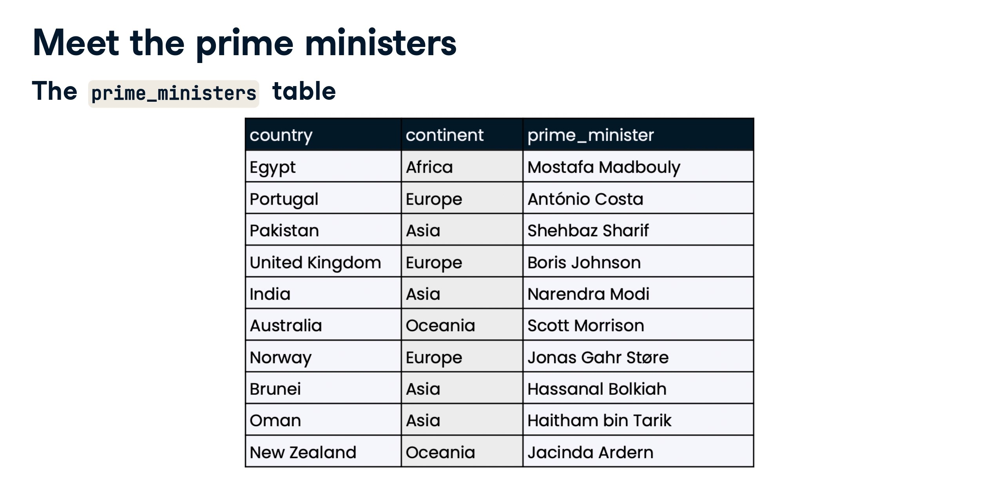 Meet the prime ministers
The prime_ministers table
country continent prime_minister
Egypt Africa Mostafa Madbouly
Portugal Europe António Costa
Pakistan Asia Shehbaz Sharif
United Kingdom Europe Boris Johnson
India Asia Narendra Modi
Australia Oceania Scott Morrison
Norway Europe Jonas Gahr Støre
Brunei Asia Hassanal Bolkiah
Oman Asia Haitham bin Tarik
New Zealand Oceania Jacinda Ardern